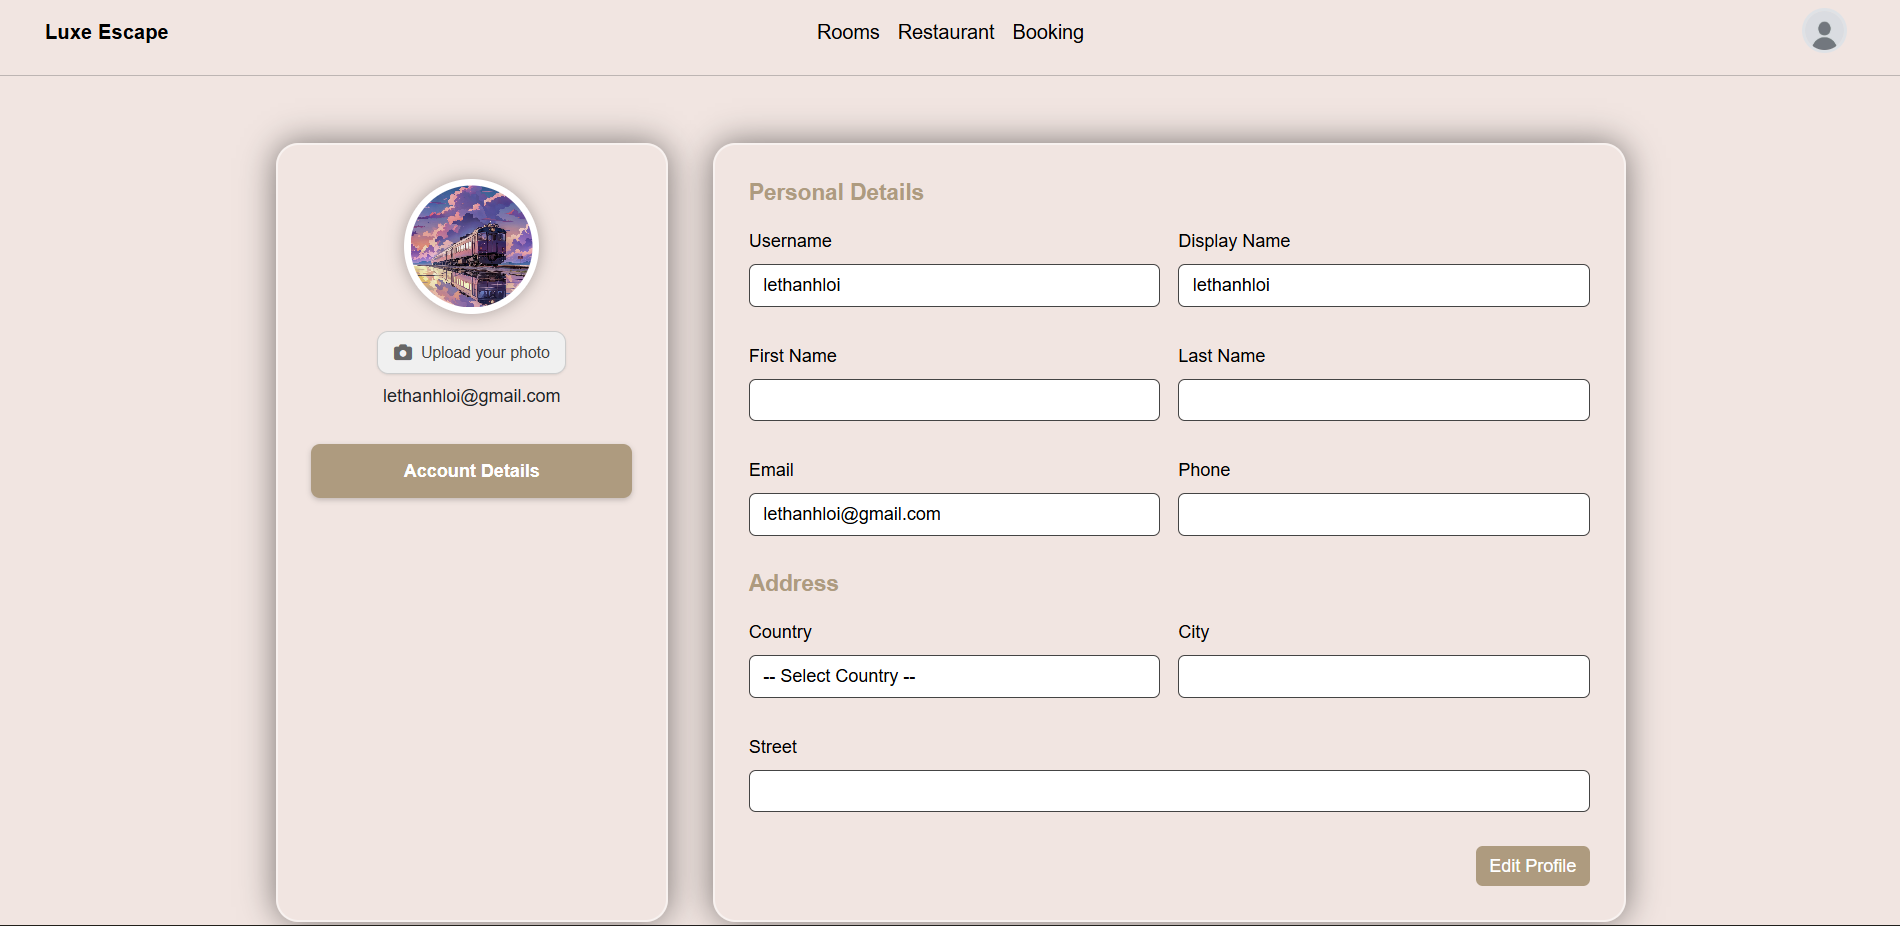 Luxe Escape
Rooms Restaurant Booking
Upload your photo
lethanhloi@gmail.com
Account Details
Personal Details
Username
lethanhloi
Display Name
lethanhloi
First Name
Last Name
Email
lethanhloi@gmail.com
Phone
Address
Country
-- Select Country --
City
Street
Edit Profile